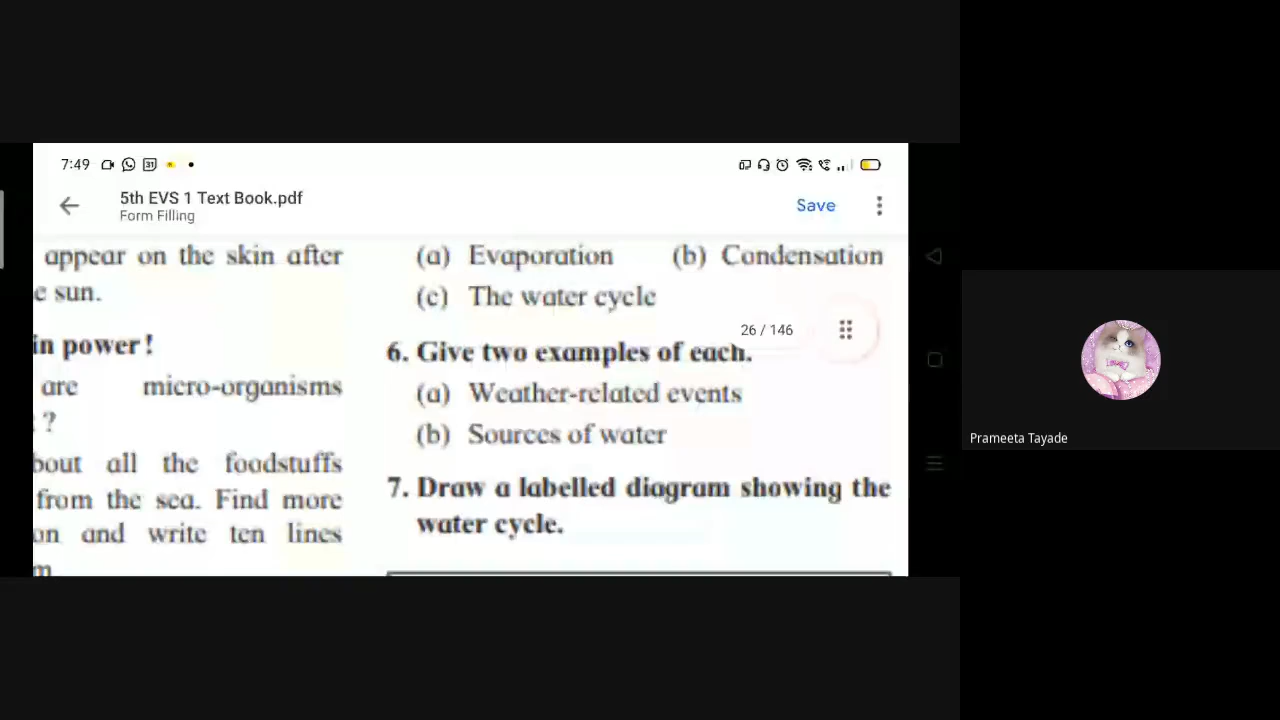 7:49
31
5th EVS 1 Text Book.pdf
Form Filling
Save
appear on the skin after
e sun.
in power!
are micro-organisms
?
bout all the foodstuffs
from the sea. Find more
on and write ten lines
(a) Evaporation (b) Condensation
(c) The water cycle
26 / 146
6. Give two examples of each.
(a) Weather-related events
(b) Sources of water
7. Draw a labelled diagram showing the
water cycle.
Prameeta Tayade